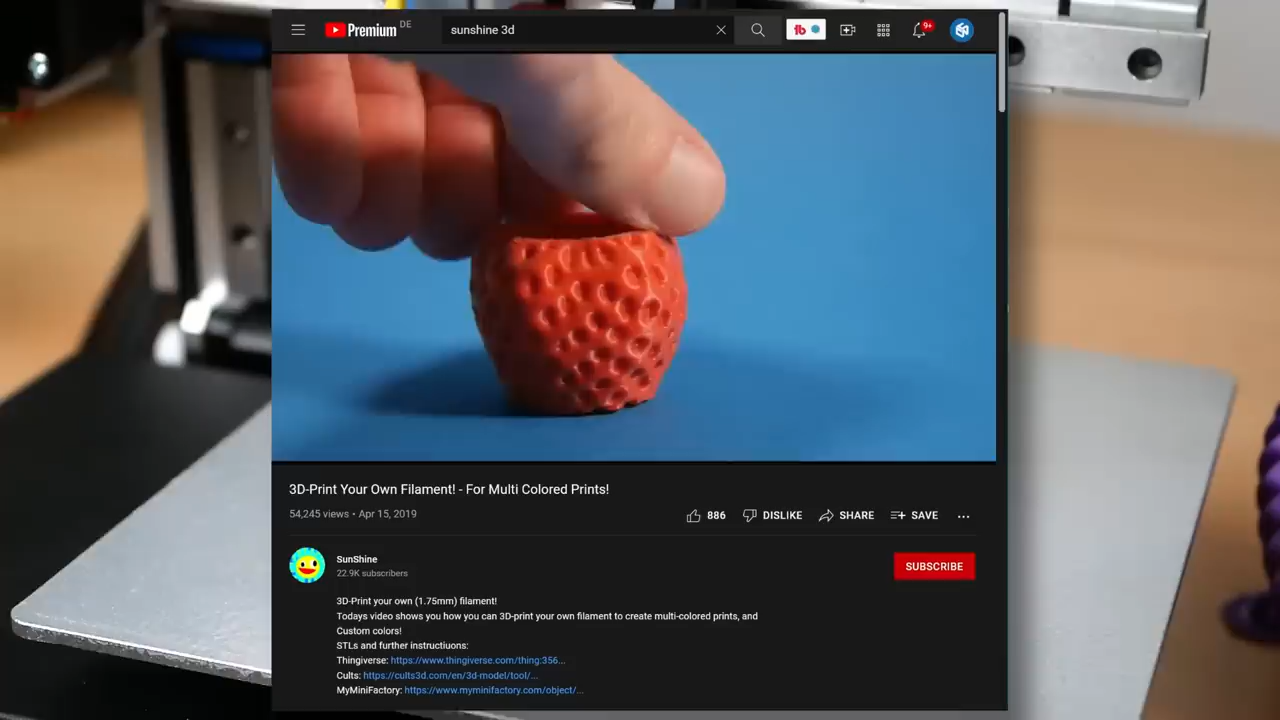 Premium DE
sunshine 3d
9+
3D-Print Your Own Filament! - For Multi Colored Prints!
54,245 views • Apr 15, 2019
886 DISLIKE SHARE SAVE ...
SunShine
22.9K subscribers
SUBSCRIBE
3D-Print your own (1.75mm) filament!
Todays video shows you how you can 3D-print your own filament to create multi-colored prints, and
Custom colors!
STLs and further instructiuons:
Thingiverse: https://www.thingiverse.com/thing:356...
Cults: https://cults3d.com/en/3d-model/tool/...
MyMiniFactory: https://www.myminifactory.com/object/...